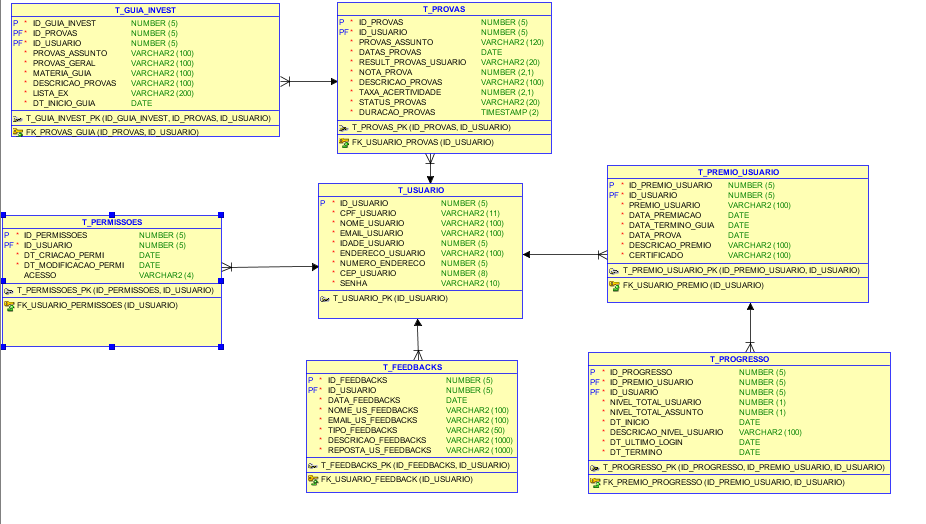 T_GUIA_INVEST
P * ID_GUIA_INVEST NUMBER (5)
PF* ID_PROVAS NUMBER (5)
PF* ID_USUARIO NUMBER (5)
* PROVAS_ASSUNTO VARCHAR2 (100)
* PROVAS_GERAL VARCHAR2 (100)
* MATERIA_GUIA VARCHAR2 (100)
* DESCRICAO_PROVAS VARCHAR2 (100)
* LISTA_EX VARCHAR2 (200)
* DT_INICIO_GUIA DATE
T_GUIA_INVEST_PK (ID_GUIA_INVEST, ID_PROVAS, ID_USUARIO)
FK_PROVAS_GUIA (ID_PROVAS, ID_USUARIO)
T_PROVAS
P * ID_PROVAS NUMBER (5)
PF* ID_USUARIO NUMBER (5)
* PROVAS_ASSUNTO VARCHAR2 (120)
* DATAS_PROVAS DATE
* RESULT_PROVAS_USUARIO VARCHAR2 (20)
* NOTA_PROVA NUMBER (2,1)
* DESCRICAO_PROVAS VARCHAR2 (100)
* TAXA_ACERTIVIDADE NUMBER (2,1)
* STATUS_PROVAS VARCHAR2 (20)
* DURACAO_PROVAS TIMESTAMP (2)
T_PROVAS_PK (ID_PROVAS, ID_USUARIO)
FK_USUARIO_PROVAS (ID_USUARIO)
T_PERMISSOES
P * ID_PERMISSOES NUMBER (5)
PF* ID_USUARIO NUMBER (5)
* DT_CRIACAO_PERMI DATE
* DT_MODIFICACAO_PERMI DATE
ACESSO VARCHAR2 (4)
T_PERMISSOES_PK (ID_PERMISSOES, ID_USUARIO)
FK_USUARIO_PERMISSOES (ID_USUARIO)
T_USUARIO
P * ID_USUARIO NUMBER (5)
* CPF_USUARIO VARCHAR2 (11)
* NOME_USUARIO VARCHAR2 (100)
* EMAIL_USUARIO VARCHAR2 (100)
* IDADE_USUARIO NUMBER (5)
* ENDERECO_USUARIO VARCHAR2 (100)
* NUMERO_ENDERECO NUMBER (5)
* CEP_USUARIO NUMBER (8)
* SENHA VARCHAR2 (10)
T_USUARIO_PK (ID_USUARIO)
T_PREMIO_USUARIO
P * ID_PREMIO_USUARIO NUMBER (5)
PF* ID_USUARIO NUMBER (5)
* PREMIO_USUARIO VARCHAR2 (100)
* DATA_PREMIACAO DATE
* DATA_TERMINO_GUIA DATE
* DATA_PROVA DATE
* DESCRICAO_PREMIO VARCHAR2 (100)
* CERTIFICADO VARCHAR2 (100)
T_PREMIO_USUARIO_PK (ID_PREMIO_USUARIO, ID_USUARIO)
FK_USUARIO_PREMIO (ID_USUARIO)
T_FEEDBACKS
P * ID_FEEDBACKS NUMBER (5)
PF* ID_USUARIO NUMBER (5)
* DATA_FEEDBACKS DATE
* NOME_US_FEEDBACKS VARCHAR2 (100)
* EMAIL_US_FEEDBACKS VARCHAR2 (100)
* TIPO_FEEDBACKS VARCHAR2 (50)
* DESCRICAO_FEEDBACKS VARCHAR2 (1000)
* REPOSTA_US_FEEDBACKS VARCHAR2 (1000)
T_FEEDBACKS_PK (ID_FEEDBACKS, ID_USUARIO)
FK_USUARIO_FEEDBACK (ID_USUARIO)
T_PROGRESSO
P * ID_PROGRESSO NUMBER (5)
PF* ID_PREMIO_USUARIO NUMBER (5)
PF* ID_USUARIO NUMBER (5)
* NIVEL_TOTAL_USUARIO NUMBER (1)
* NIVEL_TOTAL_ASSUNTO NUMBER (1)
* DT_INICIO DATE
* DESCRICAO_NIVEL_USUARIO VARCHAR2 (100)
* DT_ULTIMO_LOGIN DATE
* DT_TERMINO DATE
T_PROGRESSO_PK (ID_PROGRESSO, ID_PREMIO_USUARIO, ID_USUARIO)
FK_PREMIO_PROGRESSO (ID_PREMIO_USUARIO, ID_USUARIO)